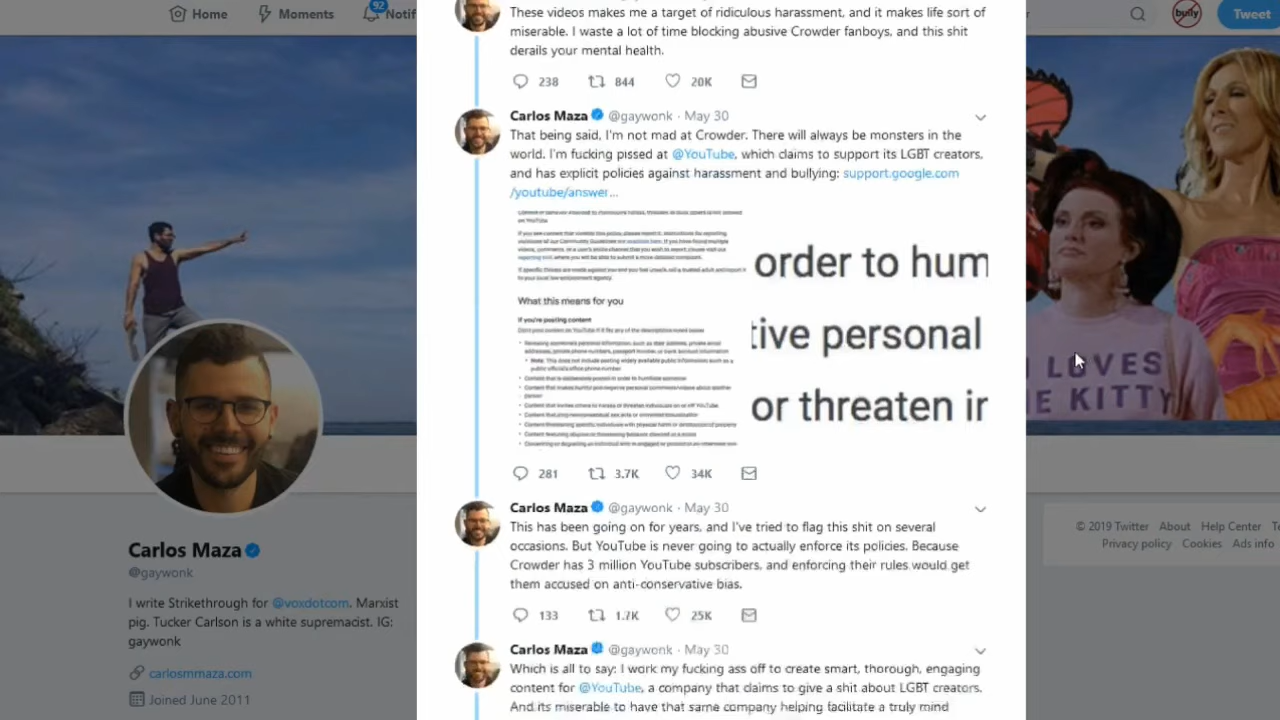 Home
Moments
92
Notif
bully
Tweet
These videos makes me a target of ridiculous harassment, and it makes life sort of
miserable. I waste a lot of time blocking abusive Crowder fanboys, and this shit
derails your mental health.
238 844 20K
Carlos Maza @gaywonk · May 30
That being said, I'm not mad at Crowder. There will always be monsters in the
world. I'm fucking pissed at @YouTube, which claims to support its LGBT creators,
and has explicit policies against harassment and bullying: support.google.com
/youtube/answer…
on YouTube
What this means for you
If you're posting content
order to hum
tive personal
or threaten in
281 3.7K 34K
Carlos Maza @gaywonk · May 30
This has been going on for years, and I've tried to flag this shit on several
occasions. But YouTube is never going to actually enforce its policies. Because
Crowder has 3 million YouTube subscribers, and enforcing their rules would get
them accused on anti-conservative bias.
133 1.7K 25K
Carlos Maza @gaywonk · May 30
Which is all to say: I work my fucking ass off to create smart, thorough, engaging
content for @YouTube, a company that claims to give a shit about LGBT creators.
And its miserable to have that same company helping facilitate a truly mind
Carlos Maza
@gaywonk
I write Strikethrough for @voxdotcom. Marxist
pig. Tucker Carlson is a white supremacist. IG:
gaywonk
carlosmmaza.com
Joined June 2011
LOVES
E KITTY
© 2019 Twitter About Help Center Te
Privacy policy Cookies Ads info